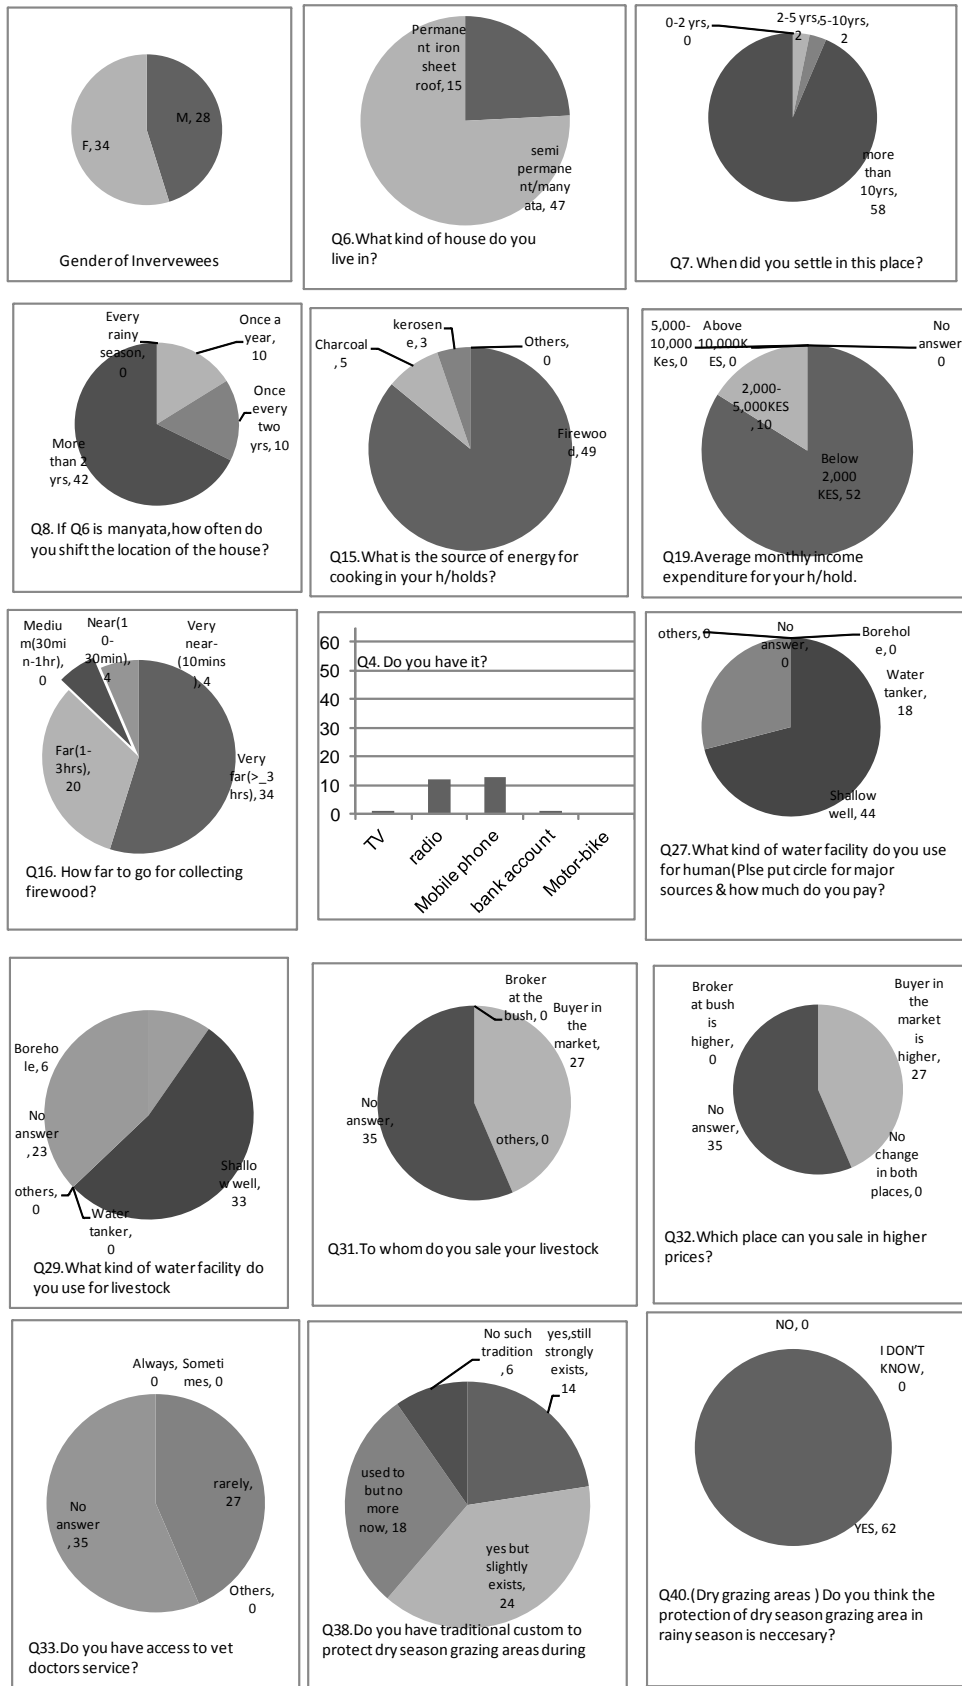 M, 28
F, 34
Gender of Invervewees
Permane
nt iron
sheet
roof, 15
semi
permane
nt/many
ata, 47
Q6.What kind of house do you
live in?
0-2 yrs,
0
2-5 yrs,
2
5-10yrs,
2
more
than
10yrs,
58
Q7. When did you settle in this place?
Every
rainy
season,
0
Once a
year,
10
Once
every
two
yrs, 10
More
than 2
yrs, 42
Q8. If Q6 is manyata,how often do
you shift the location of the house?
Charcoal
, 5
kerosen
e, 3
Others,
0
Firewoo
d, 49
Q15.What is the source of energy for
cooking in your h/holds?
5,000-
10,000
Kes, 0
Above
10,000K
ES, 0
No
answer
0
2,000-
5,000KES
, 10
Below
2,000
KES, 52
Q19.Average monthly income
expenditure for your h/hold.
Mediu
m(30mi
n-1hr),
0
Near(1
0-
30min),
4
Very
near-
(10mins
), 4
Far(1-
3hrs),
20
Very
far(>_3
hrs), 34
Q16. How far to go for collecting
firewood?
Q4. Do you have it?
60
50
40
30
20
10
0
TV
radio
Mobile phone
bank account
Motor-bike
others, 0
No
answer,
0
Borehol
e, 0
Water
tanker,
18
Shallow
well, 44
Q27.What kind of water facility do you use
for human(Plse put circle for major
sources & how much do you pay?
Boreho
le, 6
No
answer
, 23
others,
0
Water
tanker,
0
Shallo
w well,
33
Q29.What kind of water facility do
you use for livestock
Broker
at the
bush, 0
Buyer in
the
market,
27
No
answer,
35
others, 0
Q31.To whom do you sale your livestock
Broker
at bush
is
higher,
0
Buyer in
the
market
is
higher,
27
No
answer,
35
No
change
in both
places, 0
Q32.Which place can you sale in higher
prices?
Always,
0
Someti
mes, 0
rarely,
27
No
answer
, 35
Others,
0
Q33.Do you have access to vet
doctors service?
No such
tradition
, 6
yes,still
strongly
exists,
14
used to
but no
more
now, 18
yes but
slightly
exists,
24
Q38.Do you have traditional custom to
protect dry season grazing areas during
NO, 0
I DON'T
KNOW,
0
YES, 62
Q40.(Dry grazing areas ) Do you think the
protection of dry season grazing area in
rainy season is neccesary?